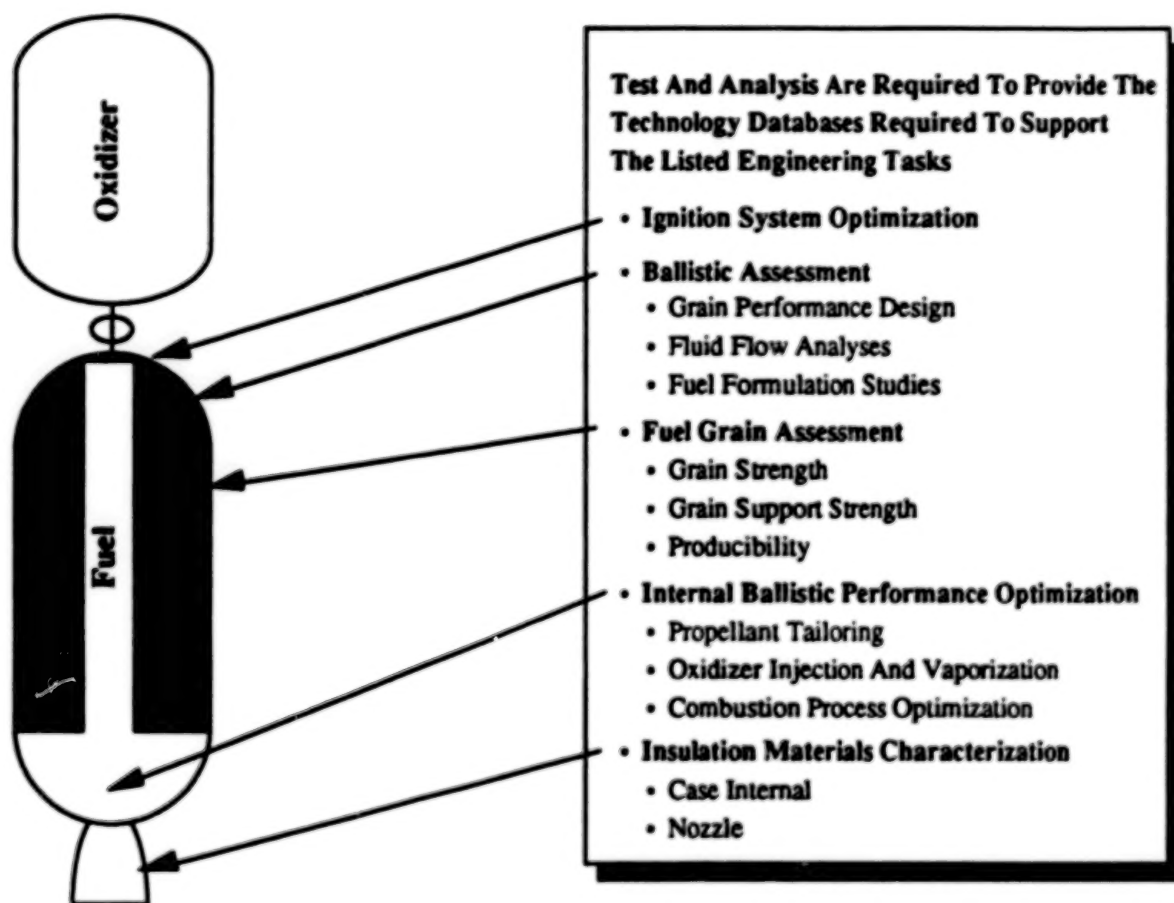 Oxidizer
Fuel
Test And Analysis Are Required To Provide The
Technology Databases Required To Support
The Listed Engineering Tasks
• Ignition System Optimization
• Ballistic Assessment
• Grain Performance Design
• Fluid Flow Analyses
• Fuel Formulation Studies
• Fuel Grain Assessment
• Grain Strength
• Grain Support Strength
• Producibility
• Internal Ballistic Performance Optimization
• Propellant Tailoring
• Oxidizer Injection And Vaporization
• Combustion Process Optimization
• Insulation Materials Characterization
• Case Internal
• Nozzle